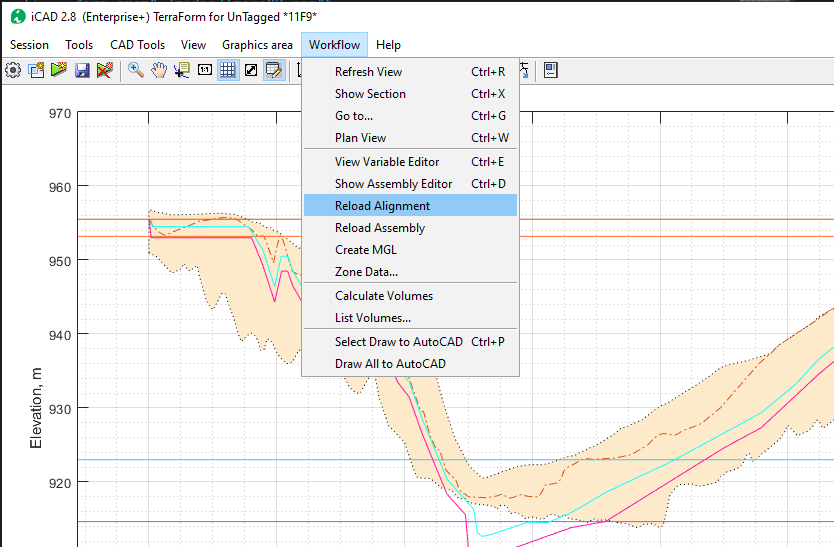 iCAD 2.8 (Enterprise+) TerraForm for UnTagged *11F9*
Session Tools CAD Tools View Graphics area Workflow Help
1:1
Refresh View Ctrl+R
Show Section Ctrl+X
Go to... Ctrl+G
Plan View Ctrl+W
View Variable Editor Ctrl+E
Show Assembly Editor Ctrl+D
Reload Alignment
Reload Assembly
Create MGL
Zone Data...
Calculate Volumes
List Volumes...
Select Draw to AutoCAD Ctrl+P
Draw All to AutoCAD
970
960
950
940
930
920
Elevation, m